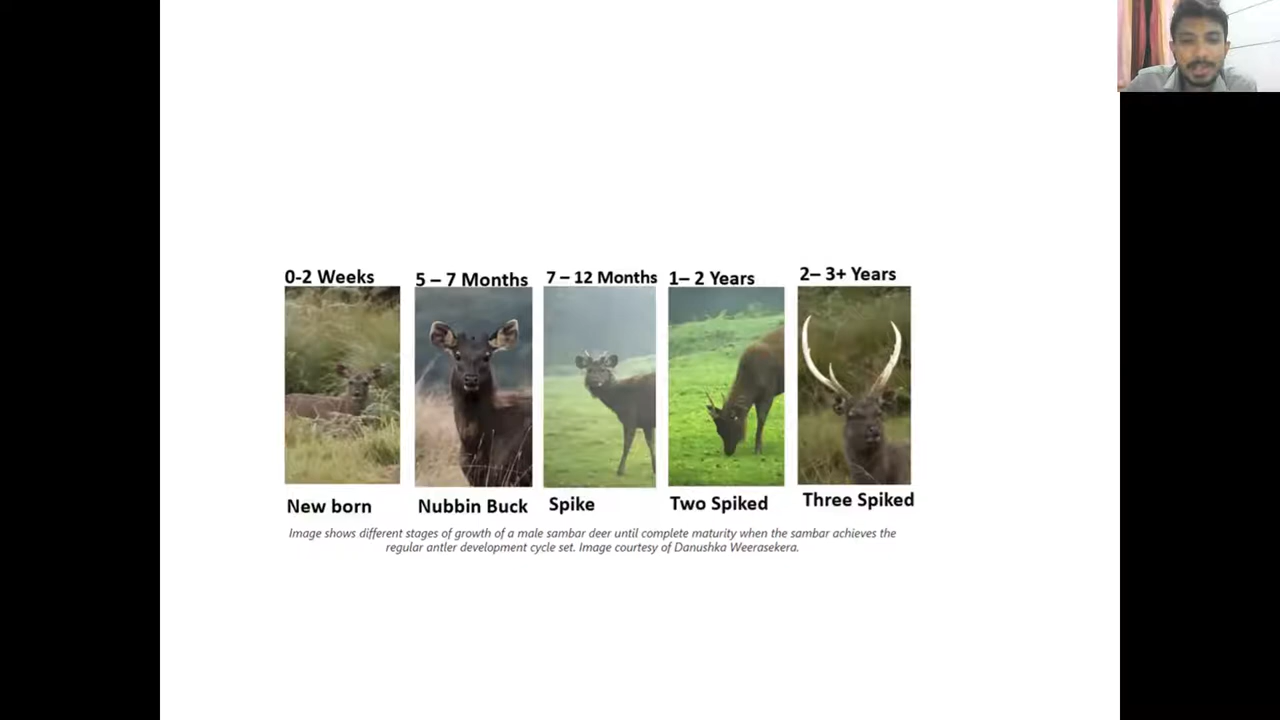 0-2 Weeks
5 – 7 Months
7 – 12 Months
1– 2 Years
2– 3+ Years
New born
Nubbin Buck
Spike
Two Spiked
Three Spiked
Image shows different stages of growth of a male sambar deer until complete maturity when the sambar achieves the
regular antler development cycle set. Image courtesy of Danushka Weerasekera.